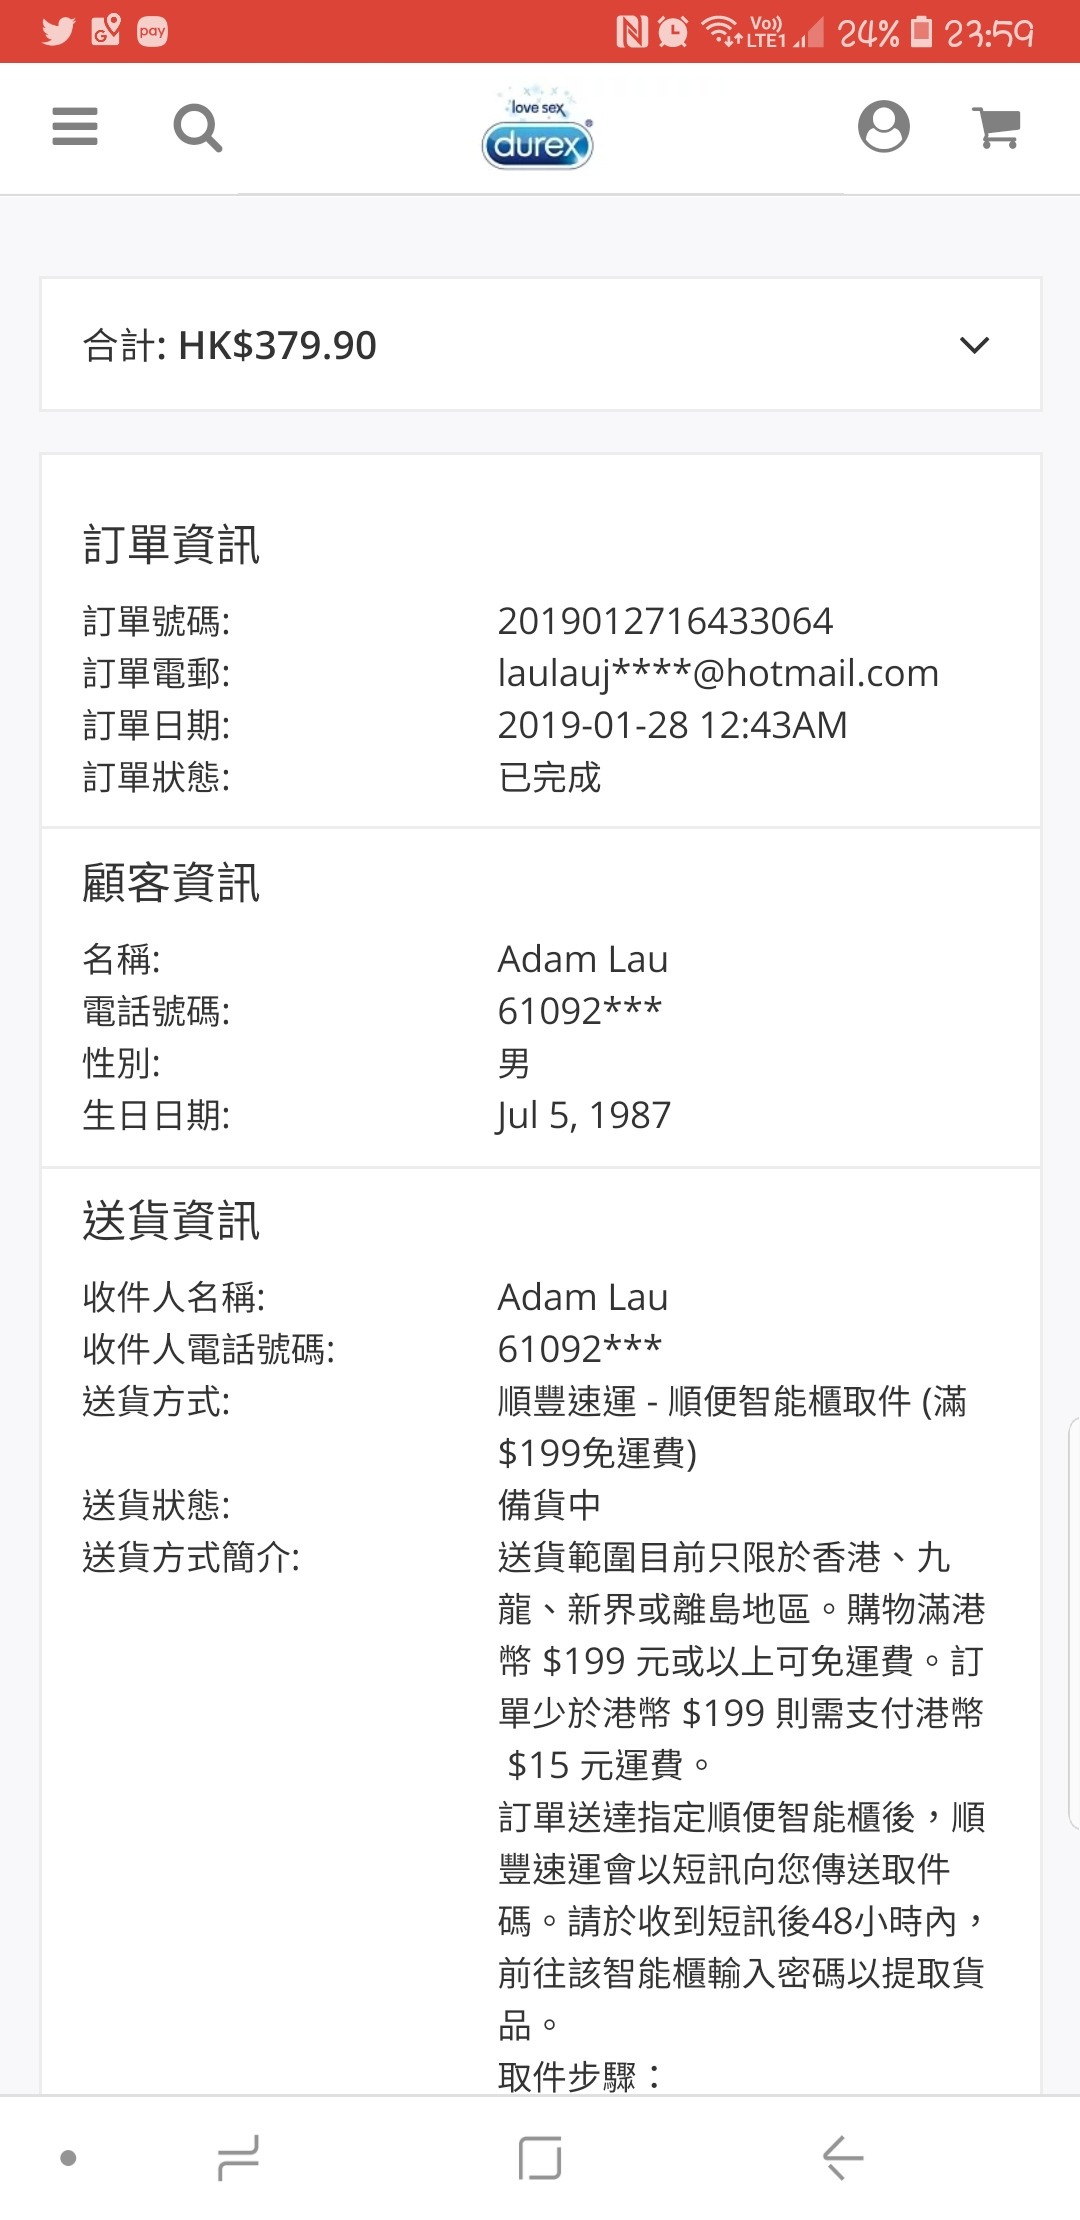 pay
Vo))
LTE1
24%
23:59
love sex
durex
合計: HK$379.90
訂單資訊
訂單號碼: 2019012716433064
訂單電郵: laulauj****@hotmail.com
訂單日期: 2019-01-28 12:43AM
訂單狀態: 已完成
顧客資訊
名稱: Adam Lau
電話號碼: 61092***
性別: 男
生日日期: Jul 5, 1987
送貨資訊
收件人名稱: Adam Lau
收件人電話號碼: 61092***
送貨方式: 順豐速運 - 順便智能櫃取件 (滿
$199免運費)
送貨狀態: 備貨中
送貨方式簡介: 送貨範圍目前只限於香港、九
龍、新界或離島地區。購物滿港
幣 $199 元或以上可免運費。訂
單少於港幣 $199 則需支付港幣
$15 元運費。
訂單送達指定順便智能櫃後，順
豐速運會以短訊向您傳送取件
碼。請於收到短訊後48小時內，
前往該智能櫃輸入密碼以提取貨
品。
取件步驟：